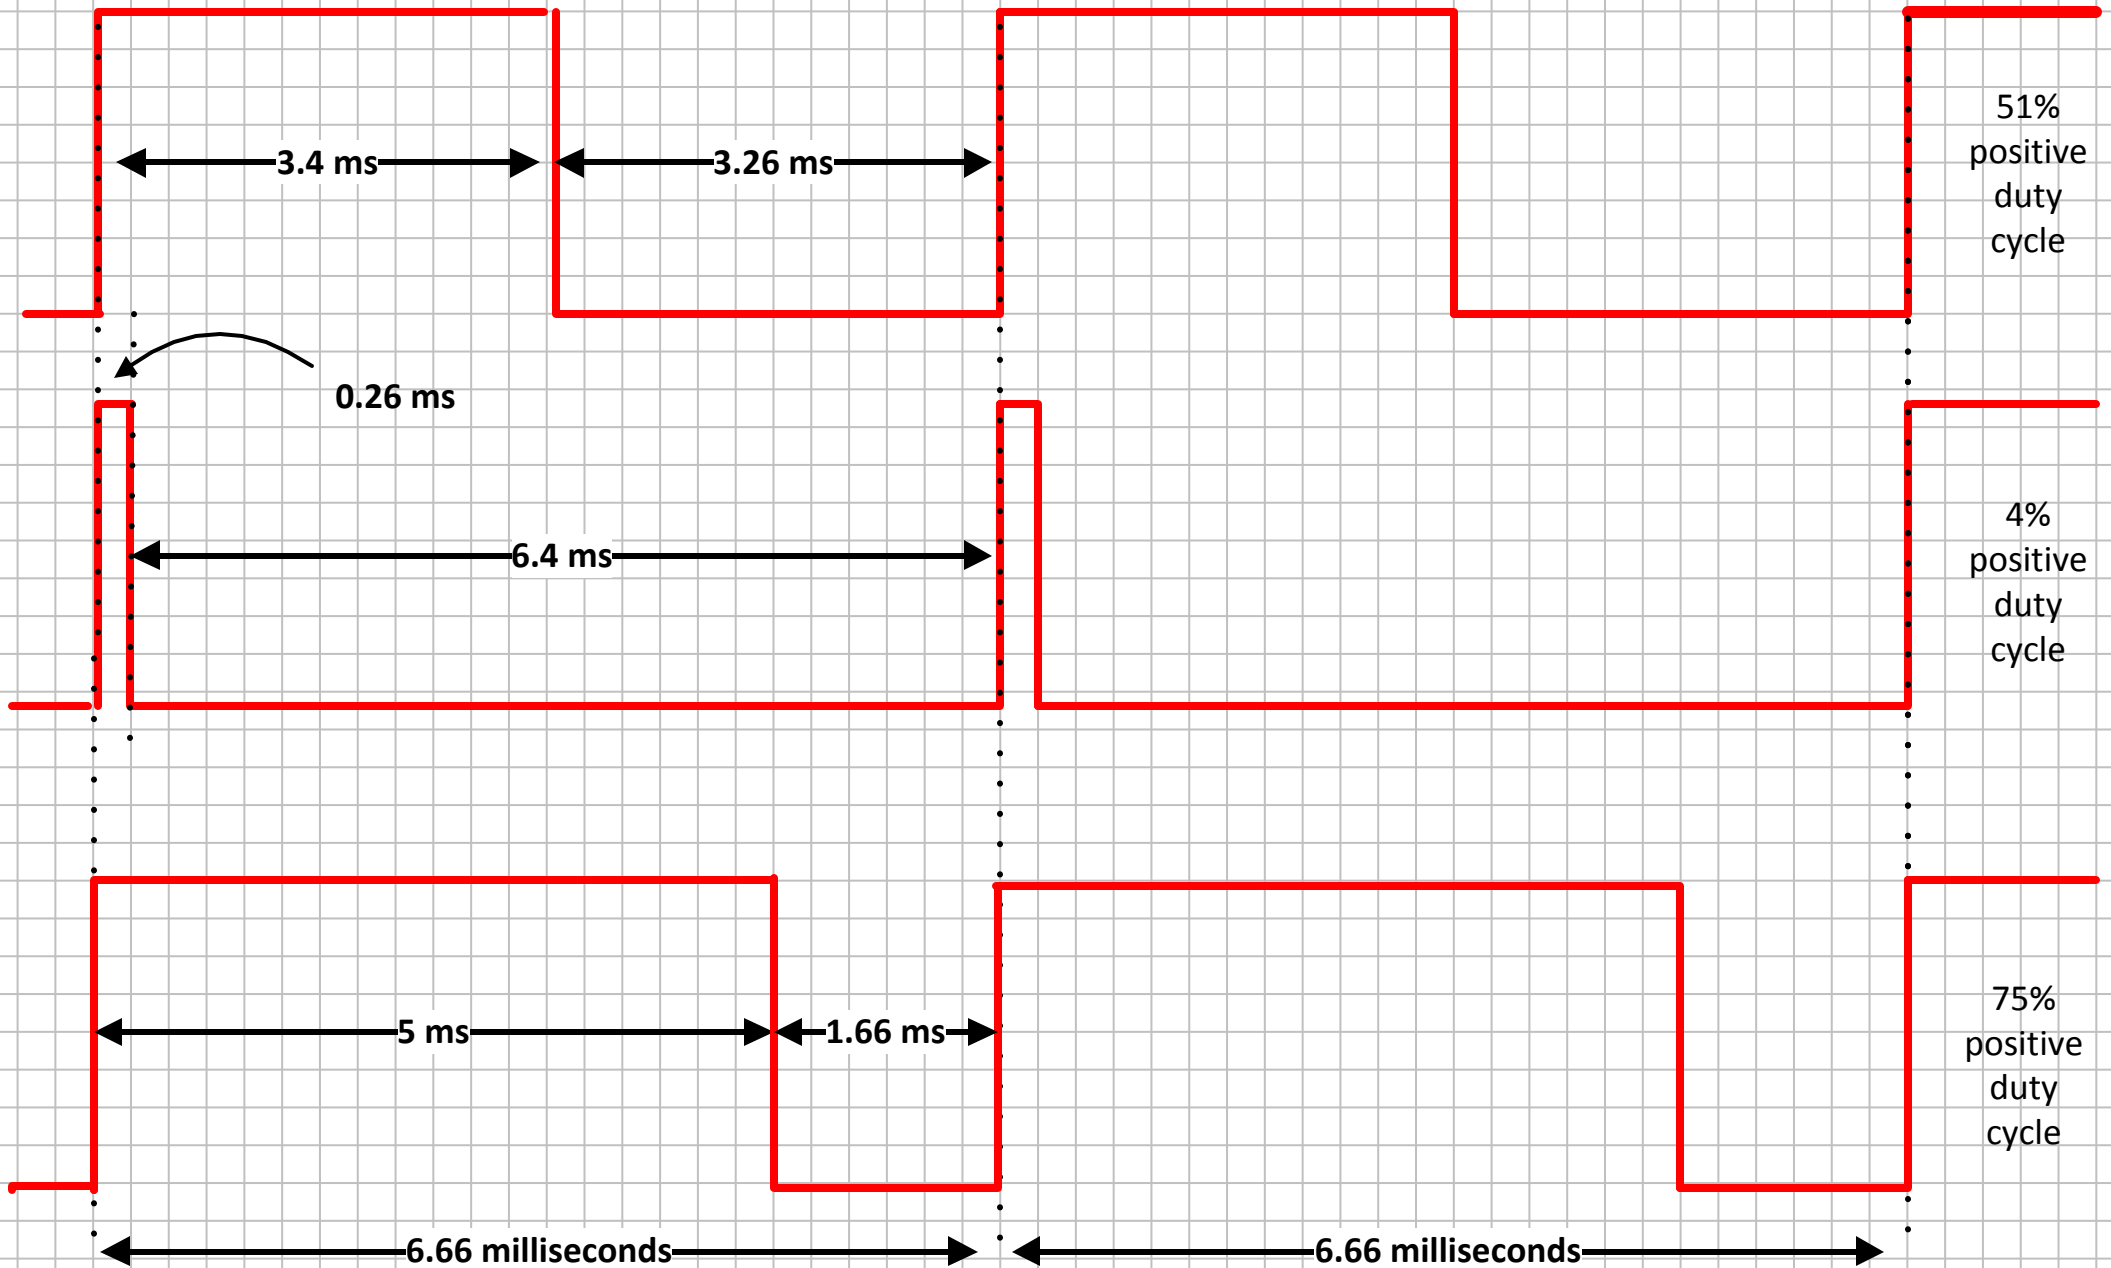 3.4 ms
3.26 ms
51%
positive
duty
cycle
0.26 ms
6.4 ms
4%
positive
duty
cycle
5 ms
1.66 ms
75%
positive
duty
cycle
6.66 milliseconds
6.66 milliseconds